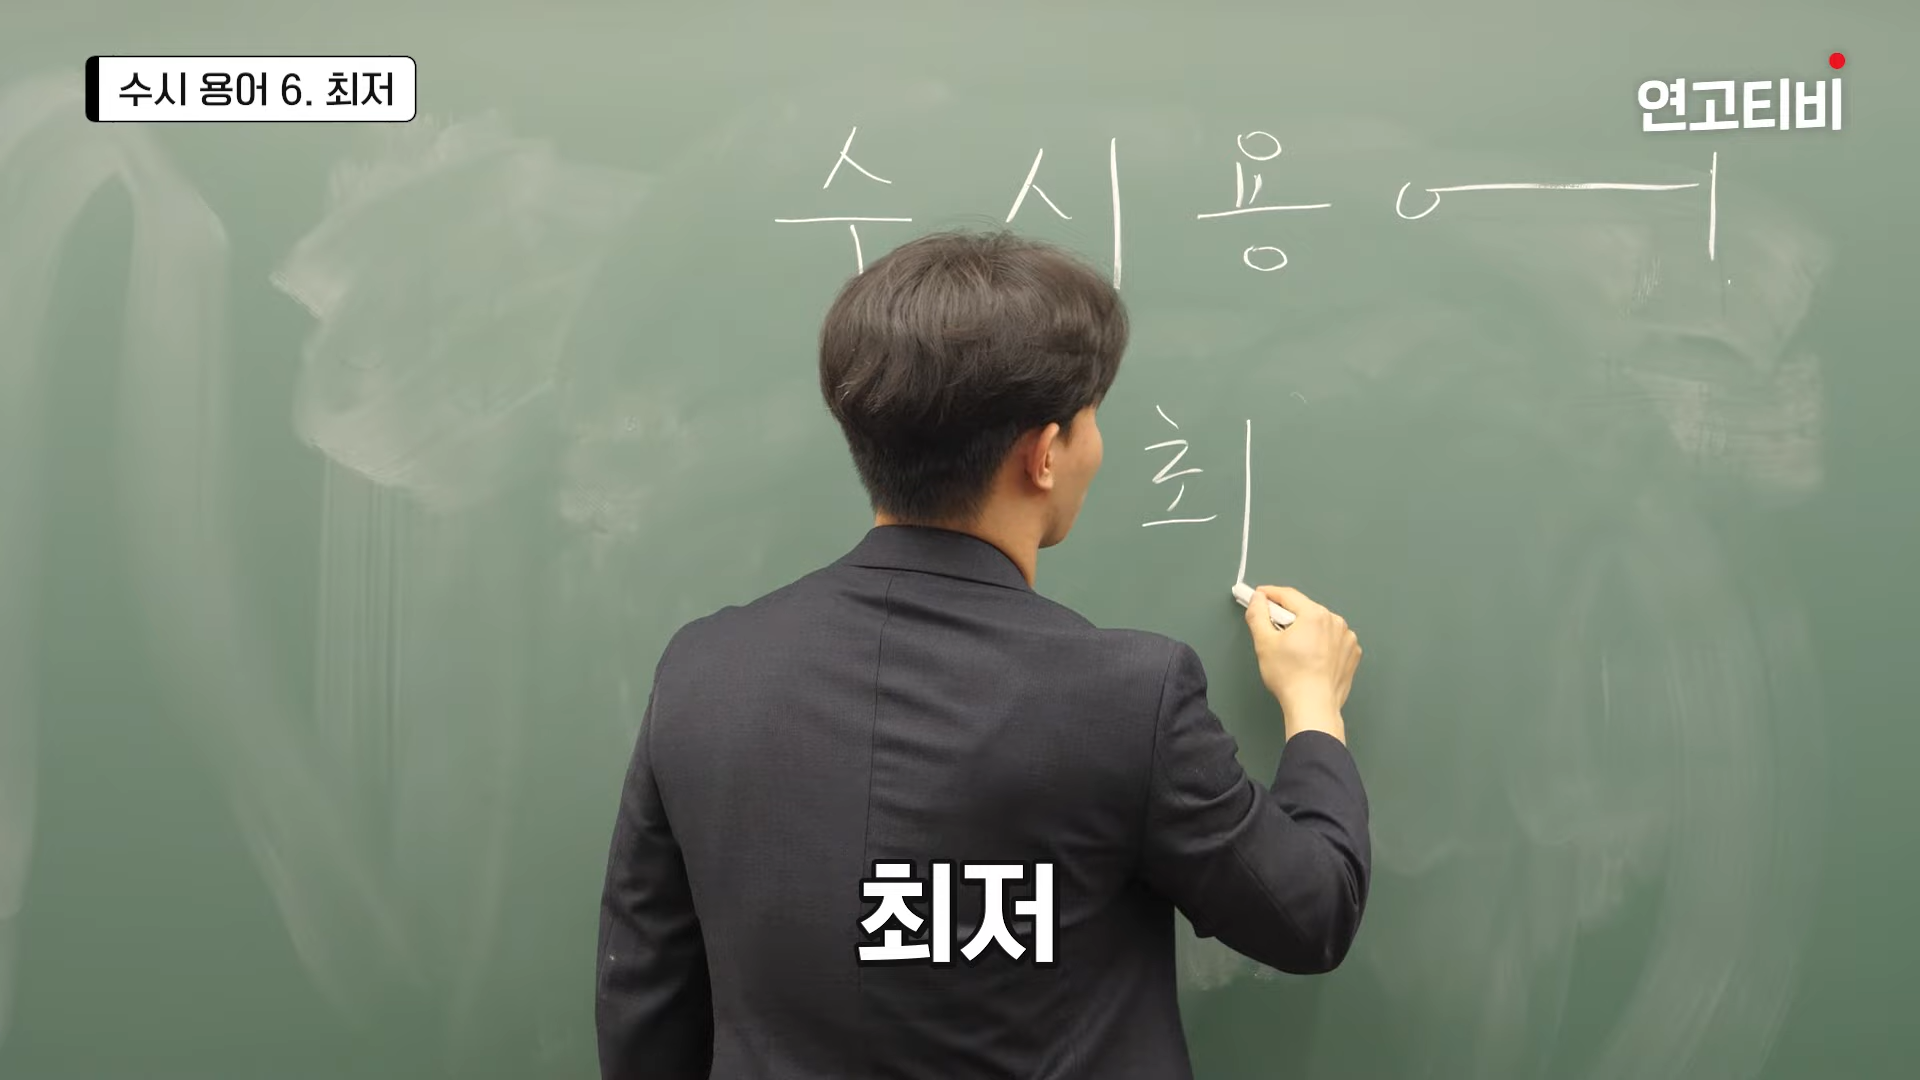 수시 용어 6. 최저
연고티비
수시 용어
최
최저